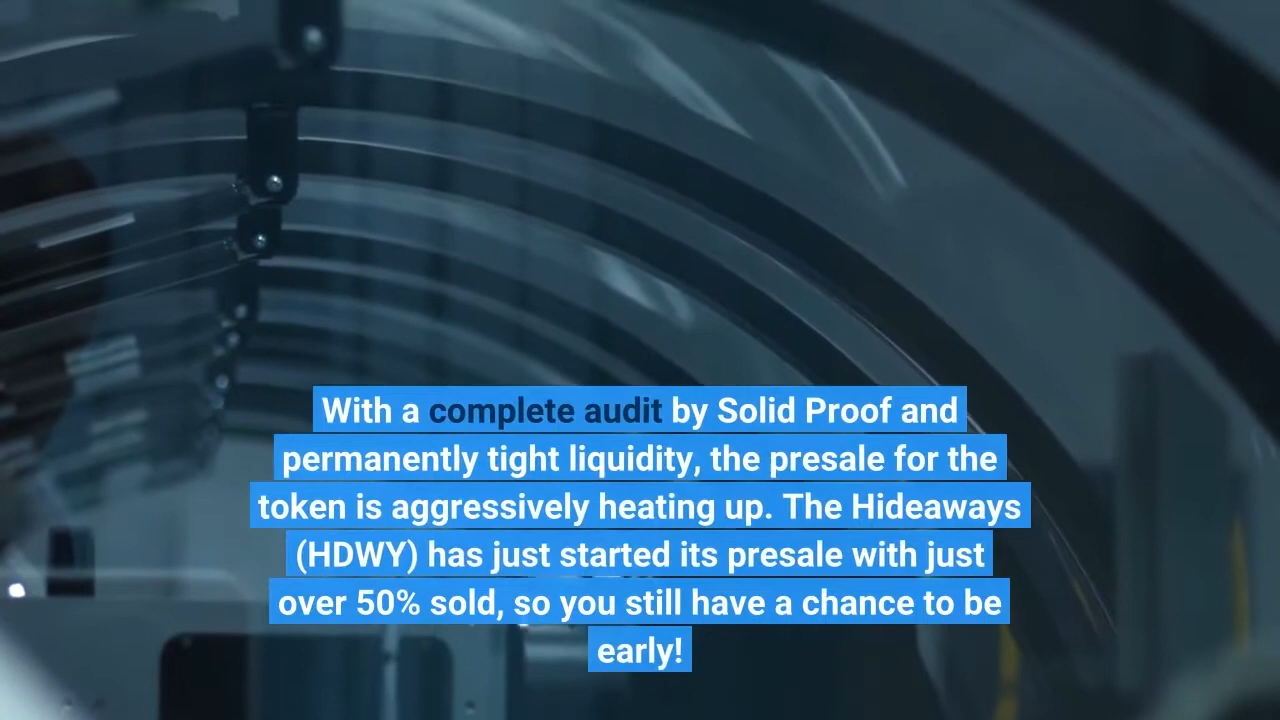 With a complete audit by Solid Proof and
permanently tight liquidity, the presale for the
token is aggressively heating up. The Hideaways
(HDWY) has just started its presale with just
over 50% sold, so you still have a chance to be
early!